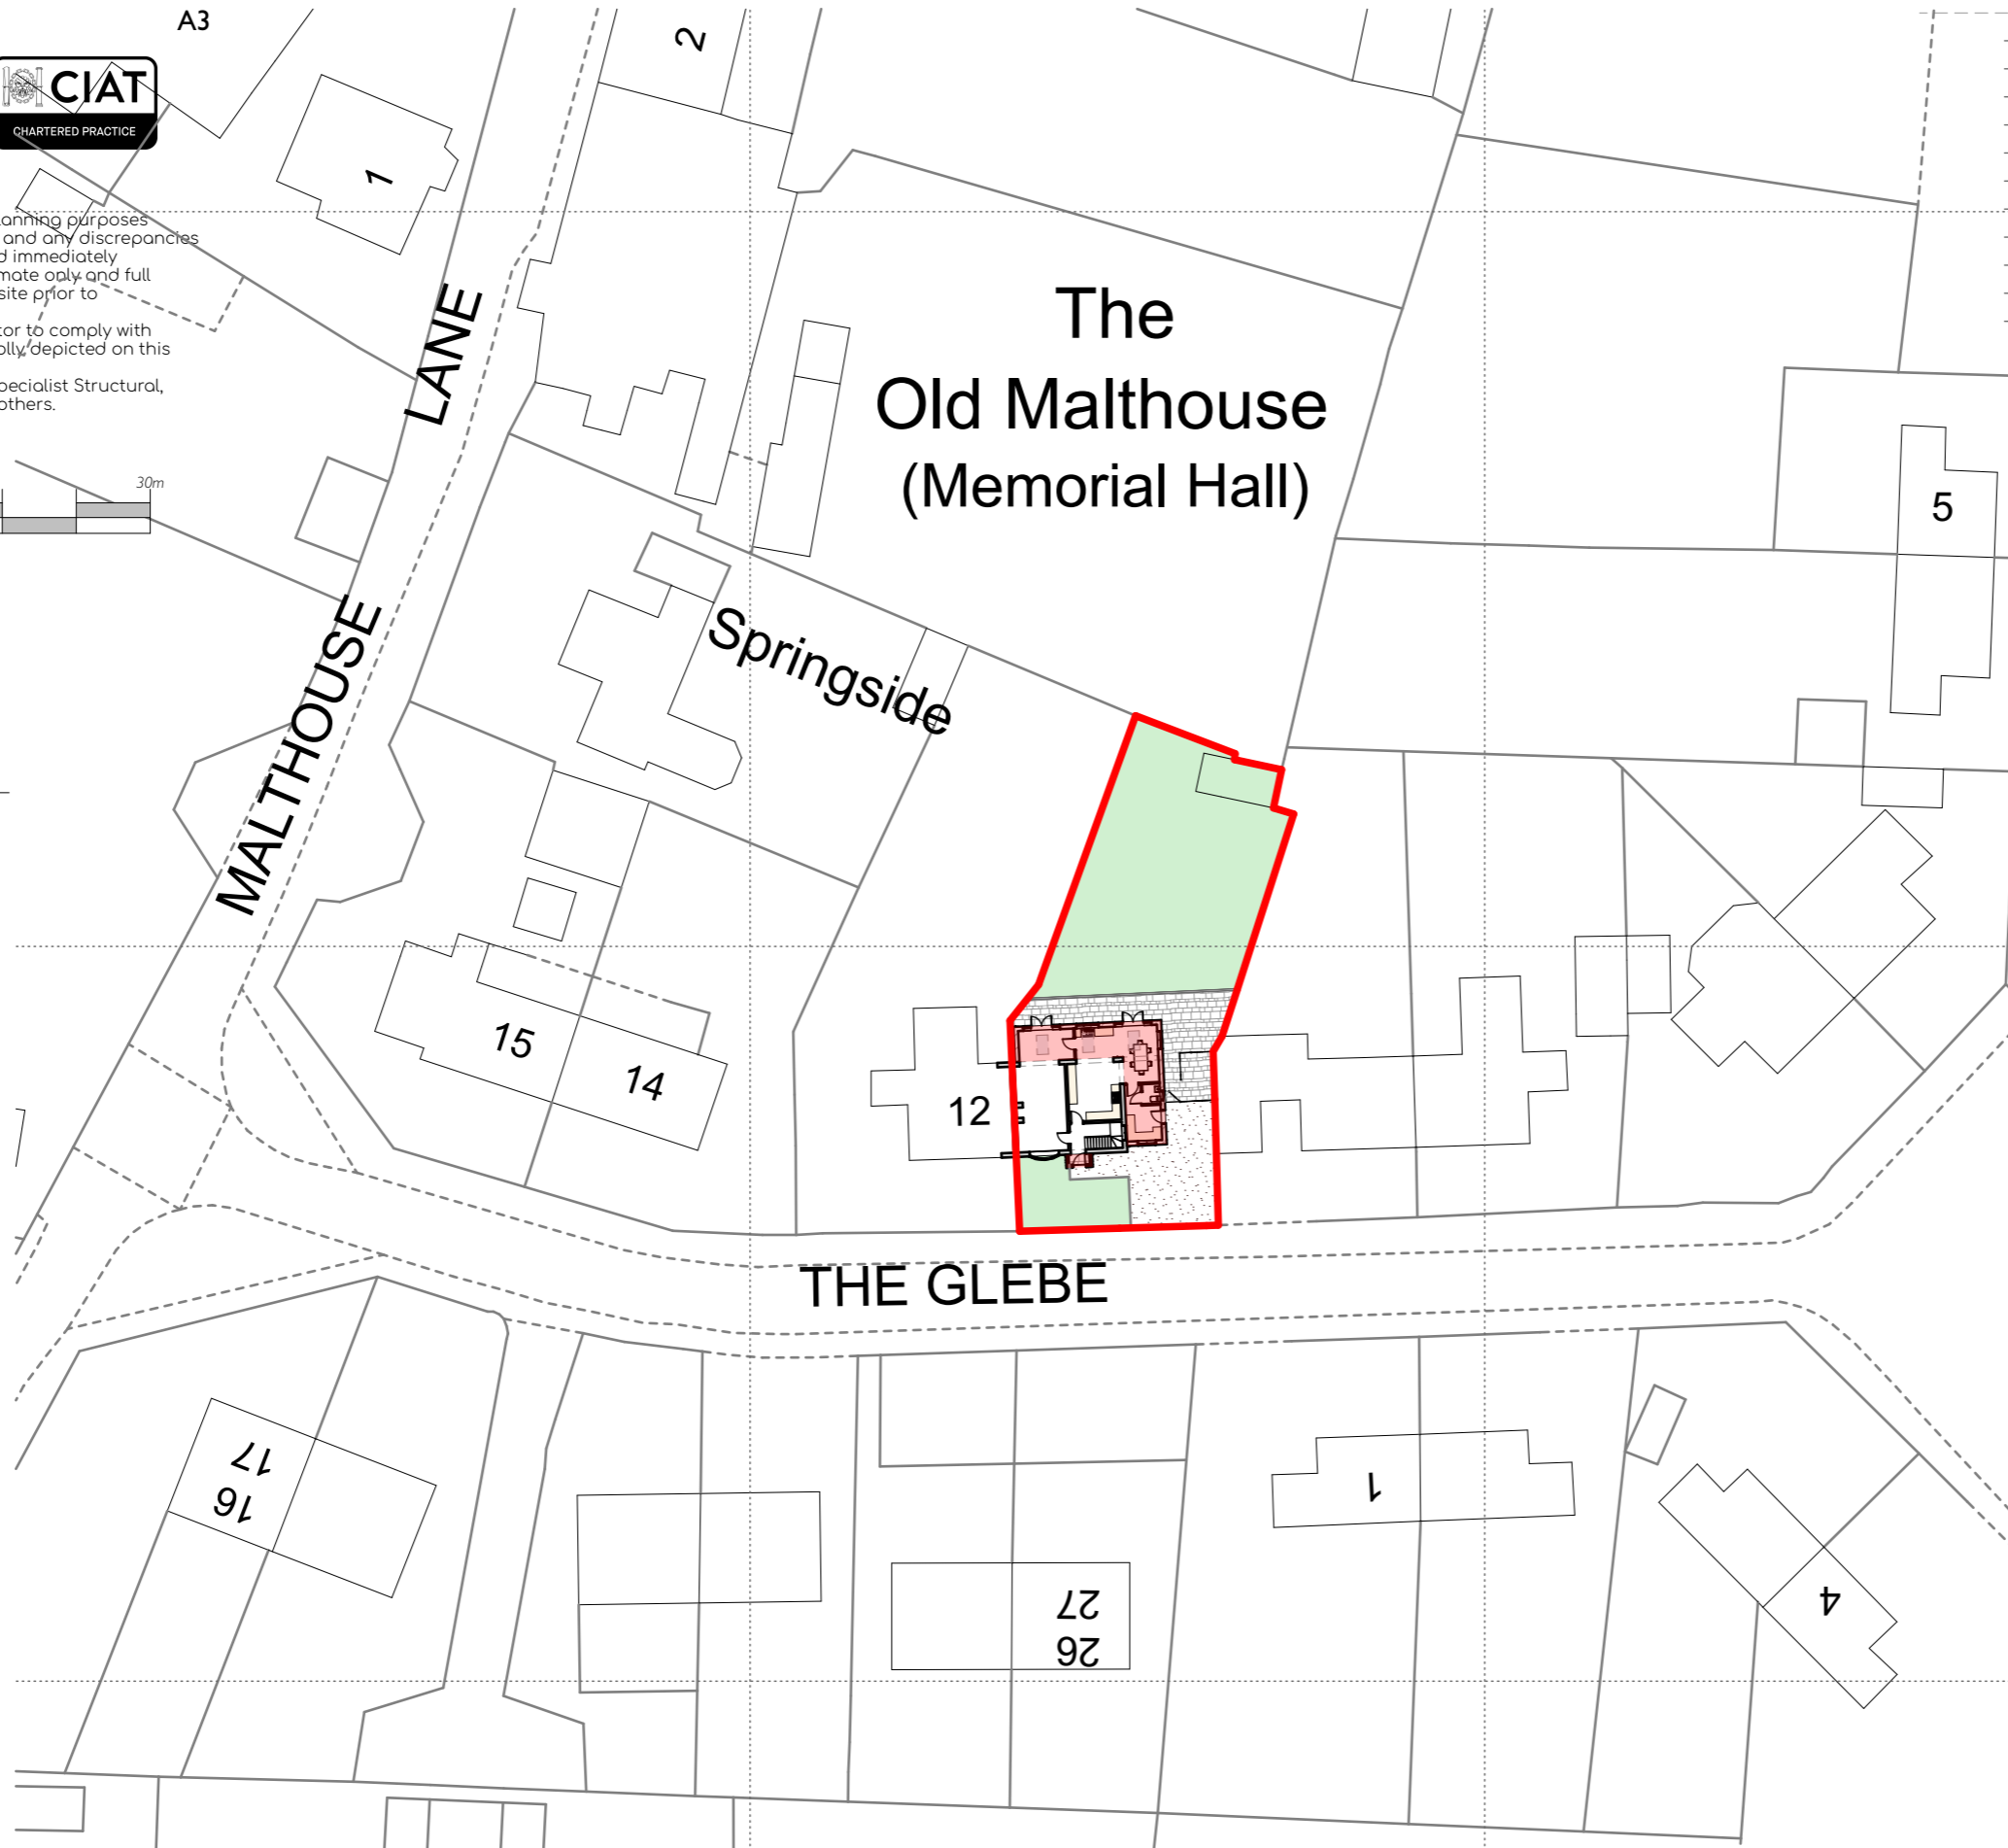 A3
CIAT
CHARTERED PRACTICE
lanning purposes
and any discrepancies
d immediately
mate only and full
site prior to
tor to comply with
olly depicted on this
pecialist Structural,
others.
30m
1
2
MALTHOUSE LANE
The
Old Malthouse
(Memorial Hall)
Springside
5
15
14
12
THE GLEBE
17
16
27
26
1
4